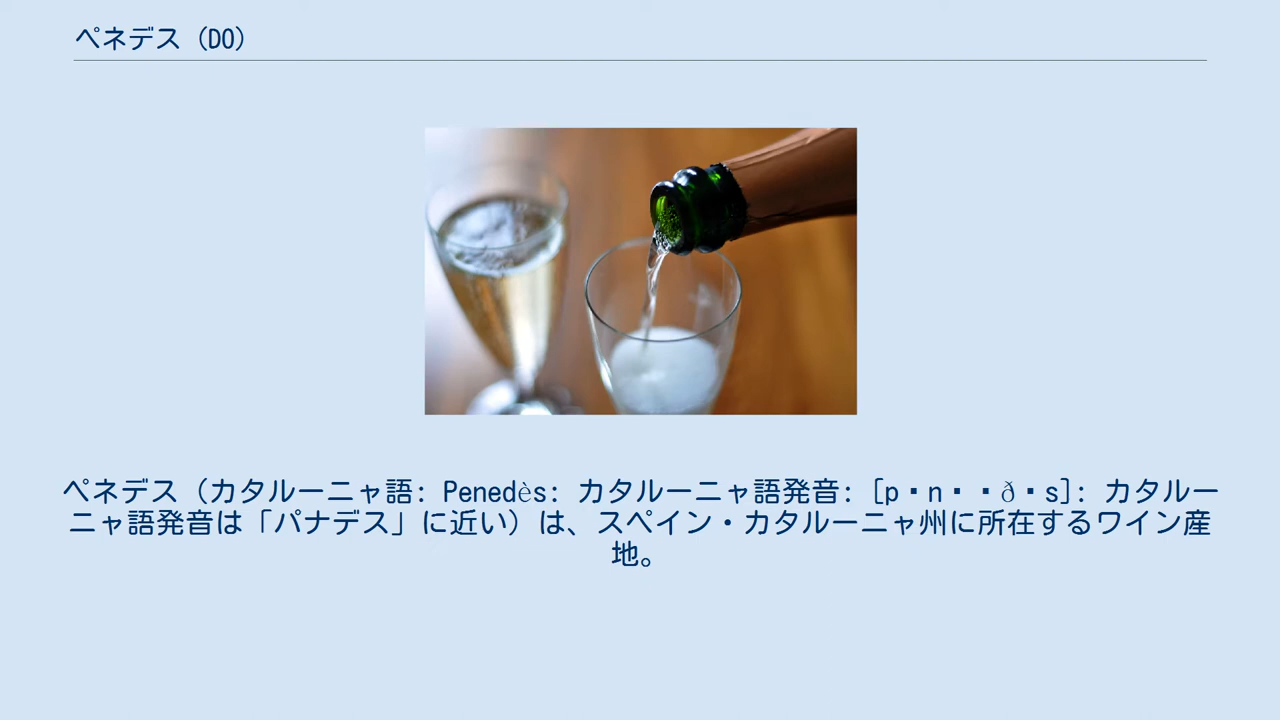 ペネデス (DO)
ペネデス（カタルーニャ語: Penedès: カタルーニャ語発音: [p▪n▪▪ð▪s]: カタルー
ニャ語発音は「パナデス」に近い）は、スペイン・カタルーニャ州に所在するワイン産
地。